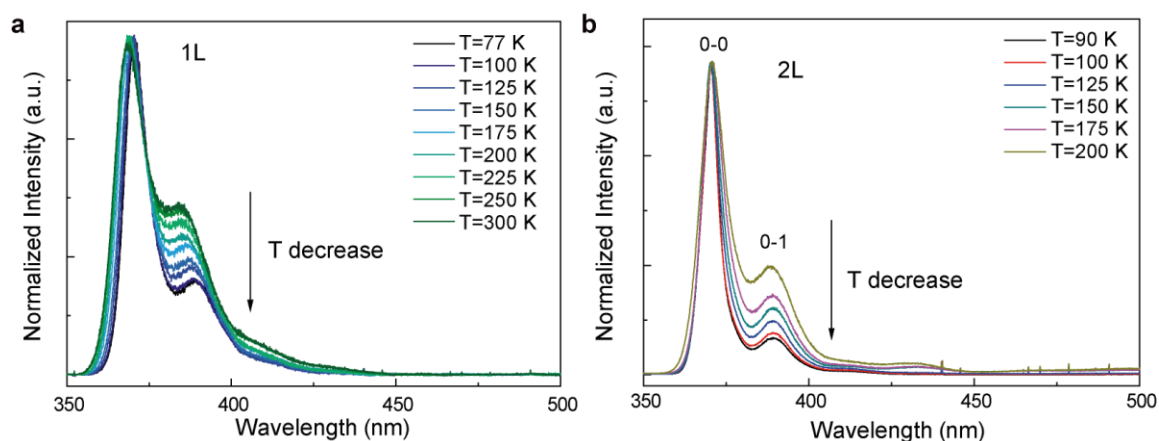 a
1L
T=77 K
T=100 K
T=125 K
T=150 K
T=175 K
T=200 K
T=225 K
T=250 K
T=300 K
T decrease
Normalized Intensity (a.u.)
350
400
450
500
Wavelength (nm)
b
0-0
2L
T=90 K
T=100 K
T=125 K
T=150 K
T=175 K
T=200 K
0-1
T decrease
Normalized Intensity (a.u.)
350
400
450
500
Wavelength (nm)